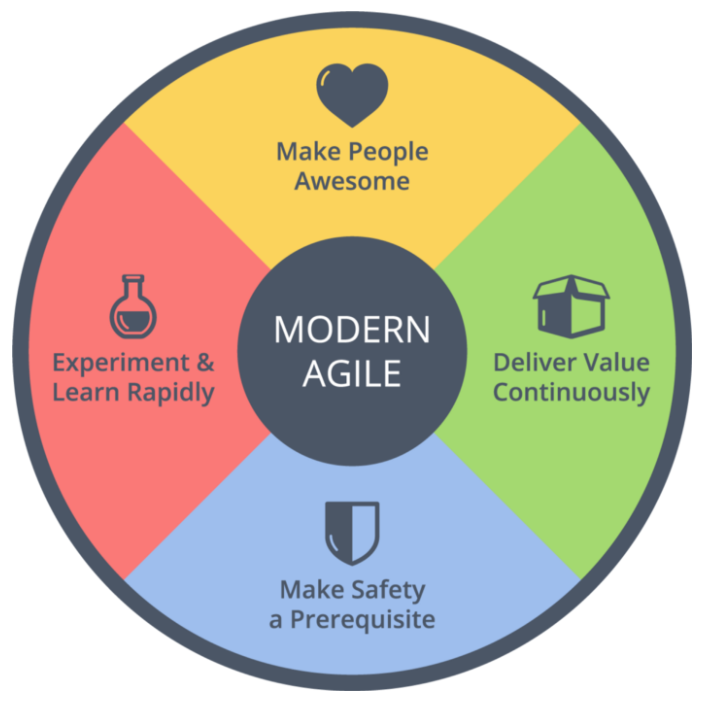 Make People
Awesome
MODERN
AGILE
Experiment &
Learn Rapidly
Deliver Value
Continuously
Make Safety
a Prerequisite